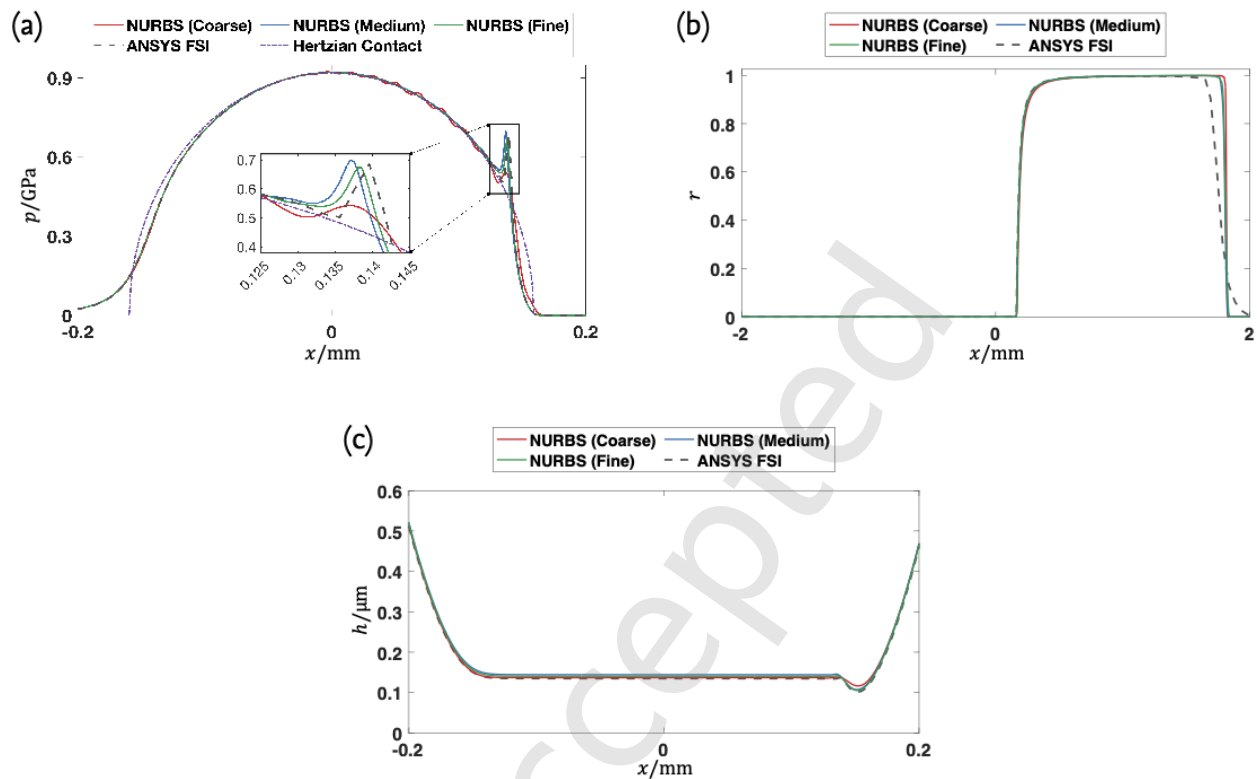 (a)
NURBS (Coarse) NURBS (Medium) NURBS (Fine)
ANSYS FSI Hertzian Contact
p/GPa
0.9
0.6
0.3
0
-0.2 0 0.2
x/mm
0.7
0.6
0.5
0.4
0.125 0.13 0.135 0.14 0.145
(b)
NURBS (Coarse) NURBS (Medium)
NURBS (Fine) ANSYS FSI
r
1
0.8
0.6
0.4
0.2
0
-2 0 2
x/mm
(c)
NURBS (Coarse) NURBS (Medium)
NURBS (Fine) ANSYS FSI
h/μm
0.6
0.5
0.4
0.3
0.2
0.1
0
-0.2 0 0.2
x/mm
ccepted